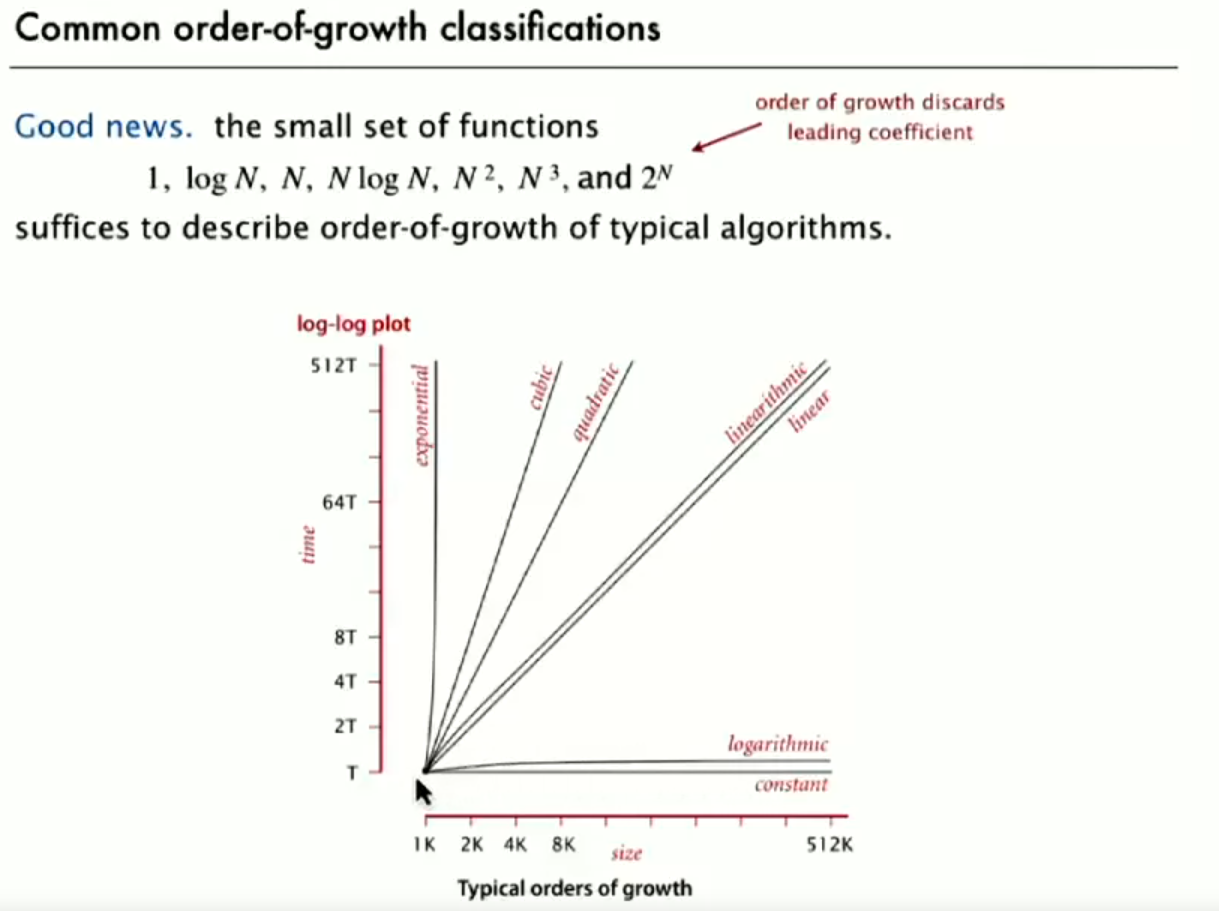 Common order-of-growth classifications
order of growth discards
leading coefficient
Good news. the small set of functions
1, log N, N, N log N, N², N³, and 2ᴺ
suffices to describe order-of-growth of typical algorithms.
log-log plot
512T
64T
8T
4T
2T
T
time
exponential
cubic
quadratic
linearithmic
linear
logarithmic
constant
1K 2K 4K 8K 512K
size
Typical orders of growth